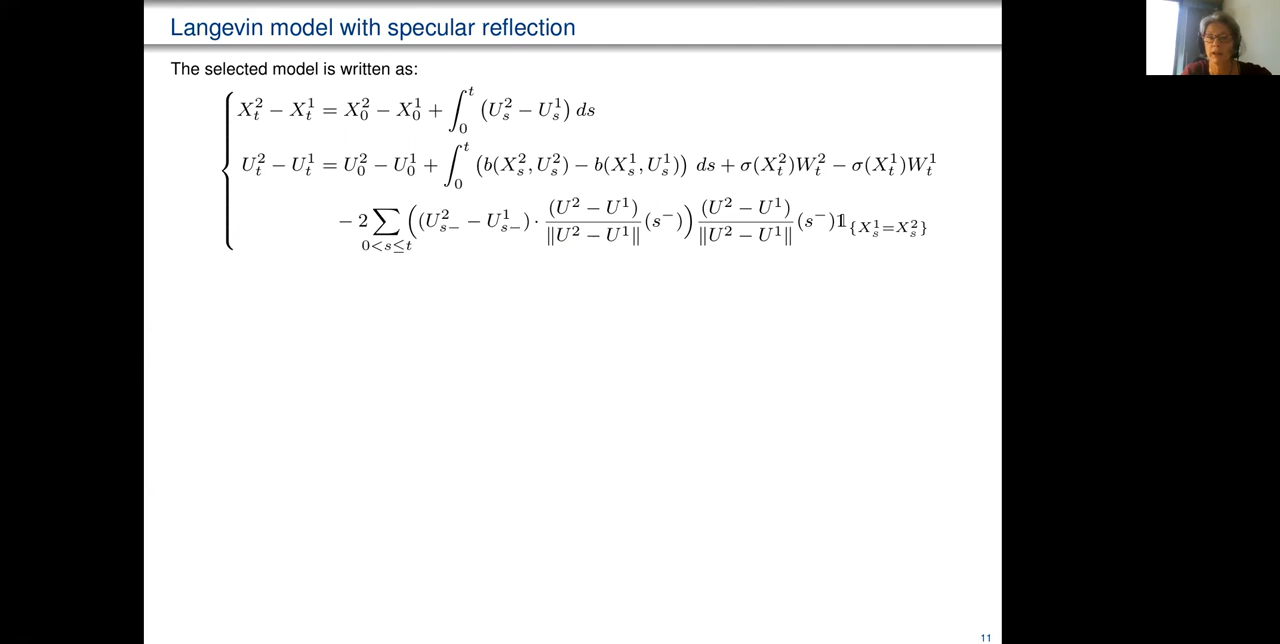 Langevin model with specular reflection
The selected model is written as:
X_t^2 − X_t^1 = X_0^2 − X_0^1 + ∫_0^t (U_s^2 − U_s^1) ds
U_t^2 − U_t^1 = U_0^2 − U_0^1 + ∫_0^t (b(X_s^2, U_s^2) − b(X_s^1, U_s^1)) ds + σ(X_t^2)W_t^2 − σ(X_t^1)W_t^1
− 2 ∑_{0<s≤t} ((U_{s−}^2 − U_{s−}^1) · (U^2 − U^1)/‖U^2 − U^1‖ (s^−)) (U^2 − U^1)/‖U^2 − U^1‖ (s^−) 𝟙_{{X_s^1=X_s^2}}
11